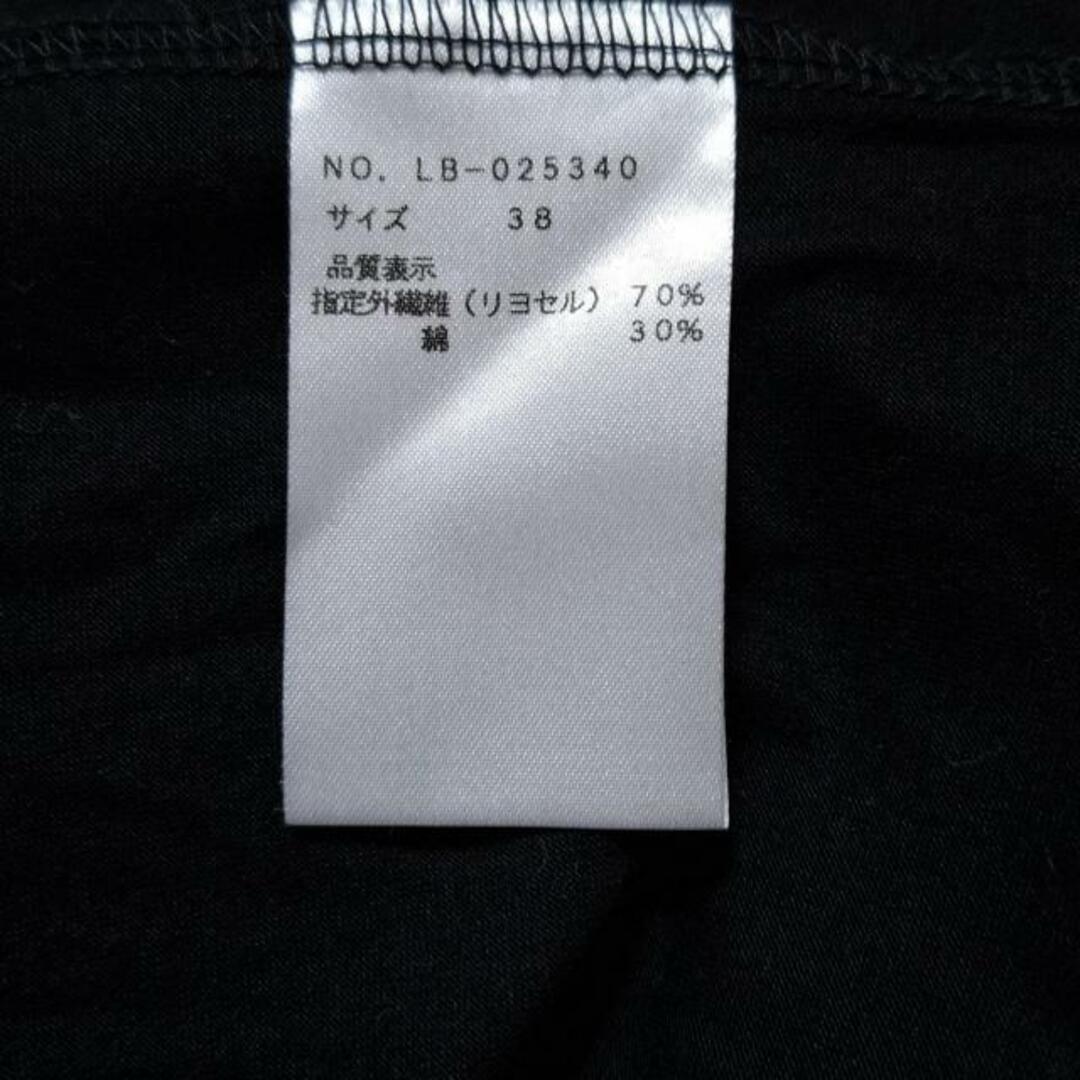 NO. LB-025340
サイズ 38
品質表示
指定外繊維(リヨセル) 70%
綿 30%